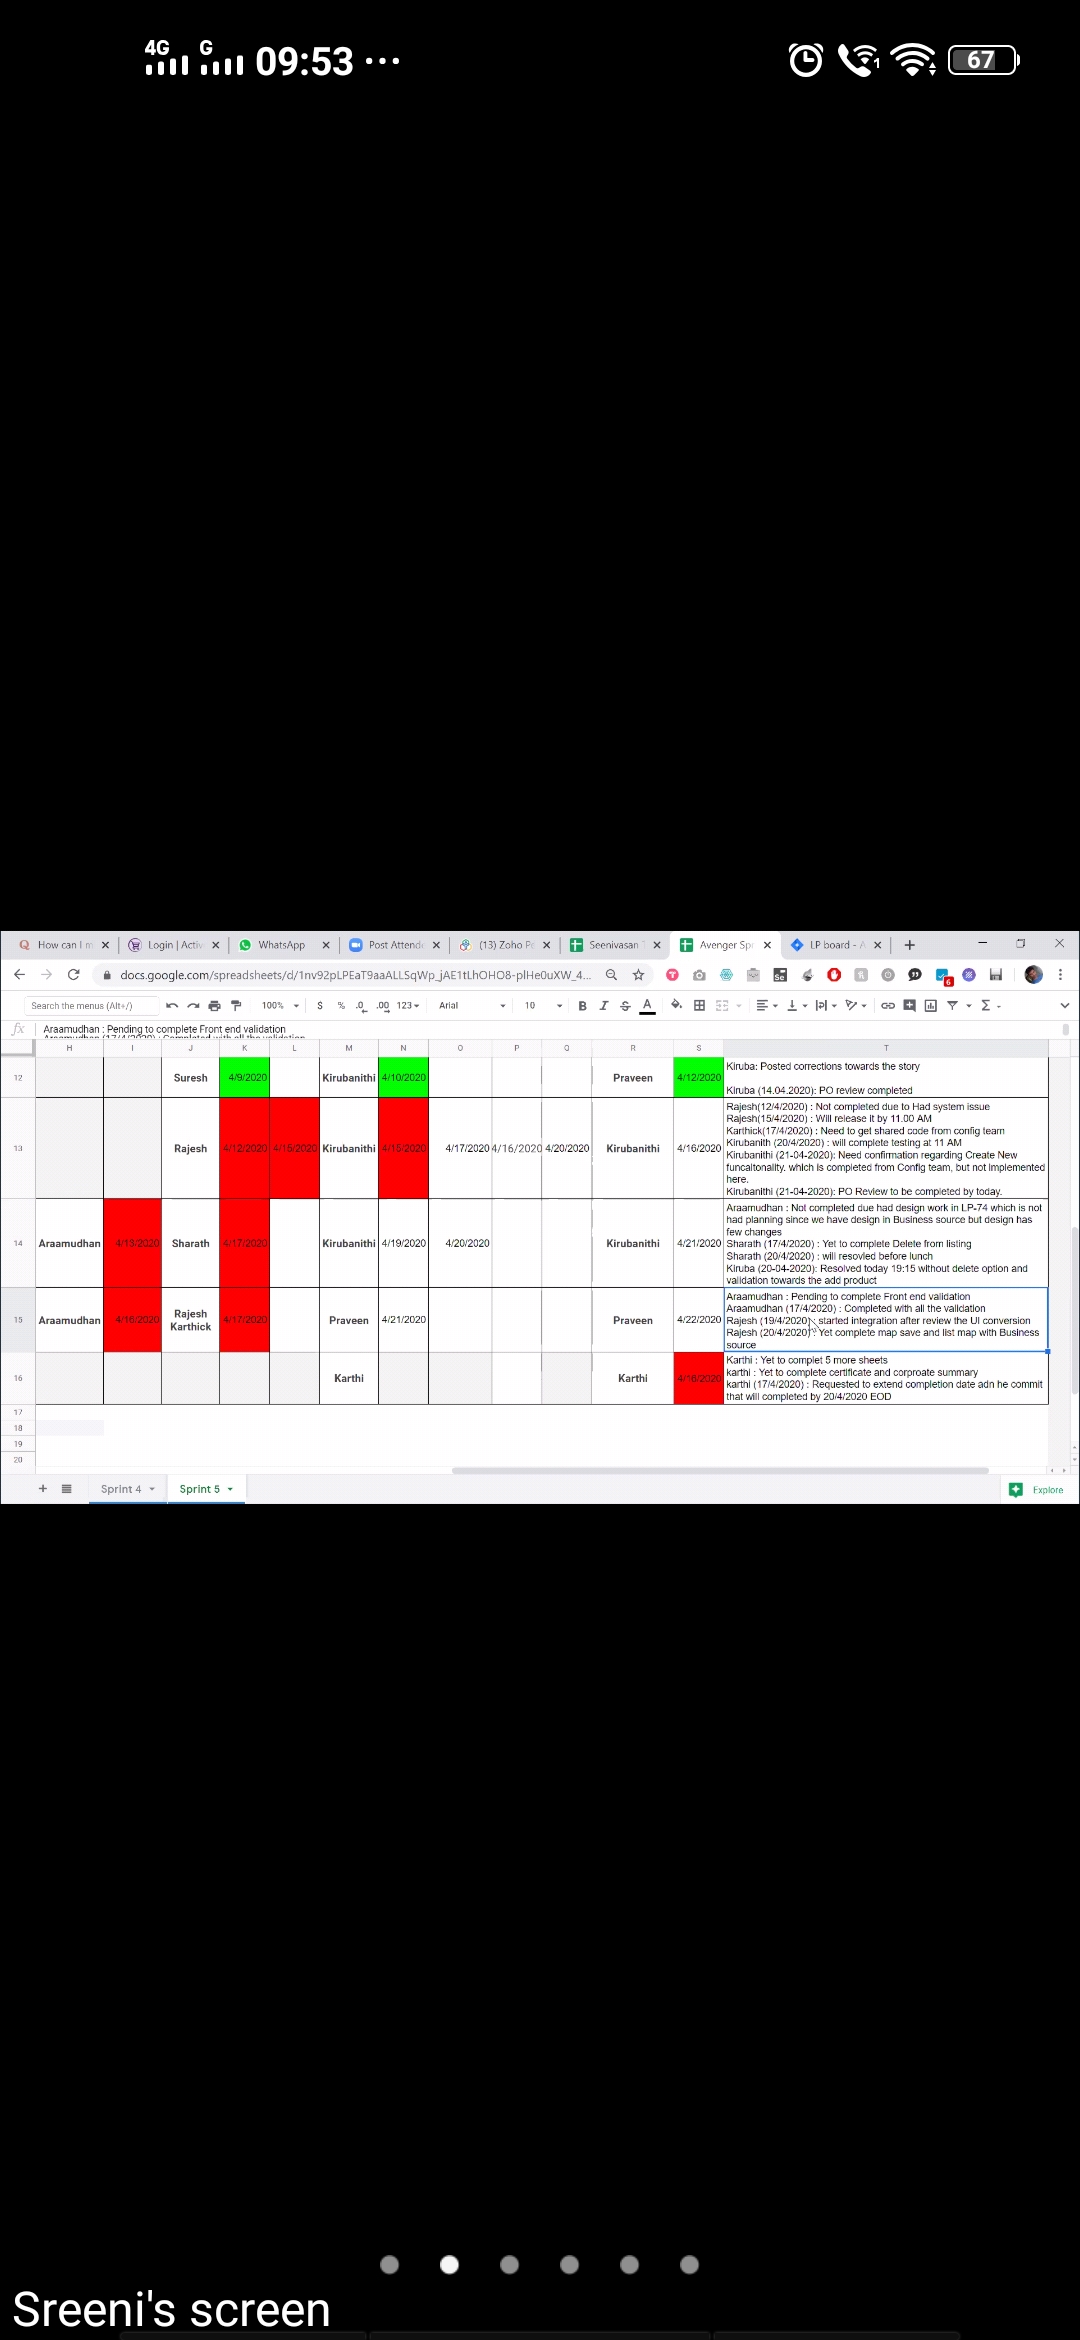 4G G 09:53 ··· 1 67
How can I m Login | Activ WhatsApp Post Attende (13) Zoho Pe Seenivasan Avenger Spr LP board - A
docs.google.com/spreadsheets/d/1nv92pLPEaT9aaALLSqWp_jAE1tLhOHO8-plHe0uXW_4... 6
Search the menus (Alt+/) 100% $ % .0 .00 123 Arial 10 B I S A Σ
fx Araamudhan : Pending to complete Front end validation
Araamudhan (17/4/2020) : Completed with all the validation
H I J K L M N O P Q R S T
12 Suresh 4/9/2020 Kirubanithi 4/10/2020 Praveen 4/12/2020
Kiruba: Posted corrections towards the story
Kiruba (14.04.2020): PO review completed
13 Rajesh 4/12/2020 4/15/2020 Kirubanithi 4/15/2020 4/17/2020 4/16/2020 4/20/2020 Kirubanithi 4/16/2020
Rajesh(12/4/2020) : Not completed due to Had system issue
Rajesh(15/4/2020) : Will release it by 11.00 AM
Karthick(17/4/2020) : Need to get shared code from config team
Kirubanith (20/4/2020) : will complete testing at 11 AM
Kirubanithi (21-04-2020): Need confirmation regarding Create New
funcaitonality. which is completed from Config team, but not implemented
here.
Kirubanithi (21-04-2020): PO Review to be completed by today.
14 Araamudhan 4/13/2020 Sharath 4/17/2020 Kirubanithi 4/19/2020 4/20/2020 Kirubanithi 4/21/2020
Araamudhan : Not completed due had design work in LP-74 which is not
had planning since we have design in Business source but design has
few changes
Sharath (17/4/2020) : Yet to complete Delete from listing
Sharath (20/4/2020) : will resovled before lunch
Kiruba (20-04-2020): Resolved today 19:15 without delete option and
validation towards the add product
15 Araamudhan 4/16/2020 Rajesh Karthick 4/17/2020 Praveen 4/21/2020 Praveen 4/22/2020
Araamudhan : Pending to complete Front end validation
Araamudhan (17/4/2020) : Completed with all the validation
Rajesh (19/4/2020) : started integration after review the UI conversion
Rajesh (20/4/2020) : Yet complete map save and list map with Business
source
16 Karthi Karthi 4/18/2020
Karthi : Yet to complet 5 more sheets
karthi : Yet to complete certificate and corproate summary
karthi (17/4/2020) : Requested to extend completion date adn he commit
that will completed by 20/4/2020 EOD
17
18
19
20
Sprint 4 Sprint 5 Explore
Sreeni's screen